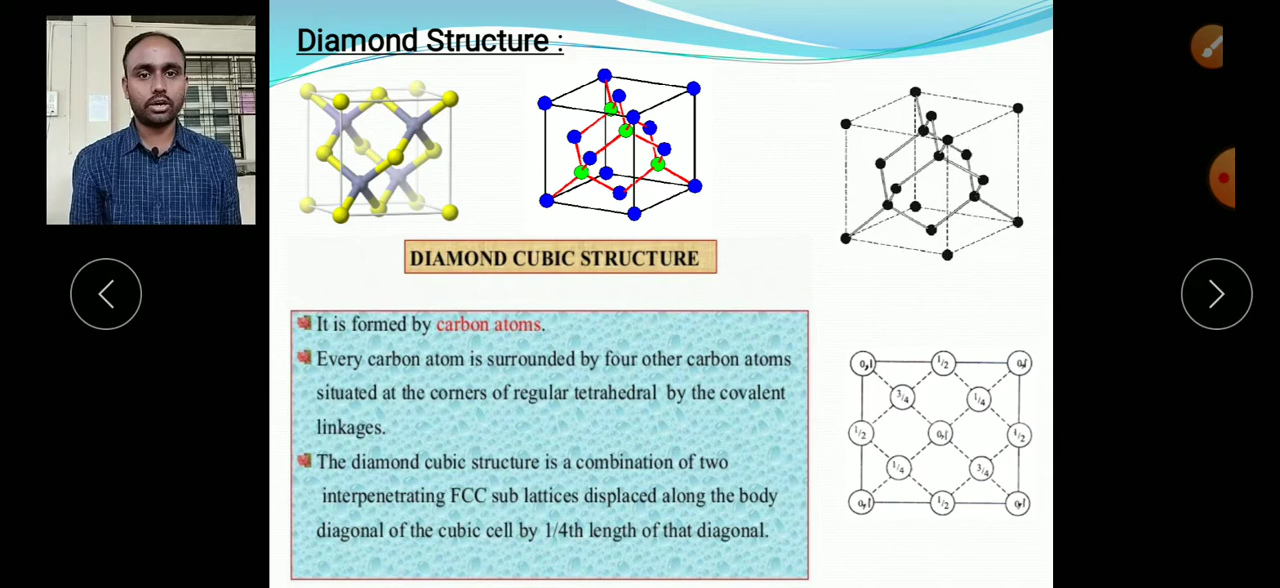 Diamond Structure :
DIAMOND CUBIC STRUCTURE
It is formed by carbon atoms.
Every carbon atom is surrounded by four other carbon atoms
situated at the corners of regular tetrahedral by the covalent
linkages.
The diamond cubic structure is a combination of two
interpenetrating FCC sub lattices displaced along the body
diagonal of the cubic cell by 1/4th length of that diagonal.
0,1 1/2 0,1
3/4 1/4
1/2 0,1 1/2
1/4 3/4
0,1 1/2 0,1